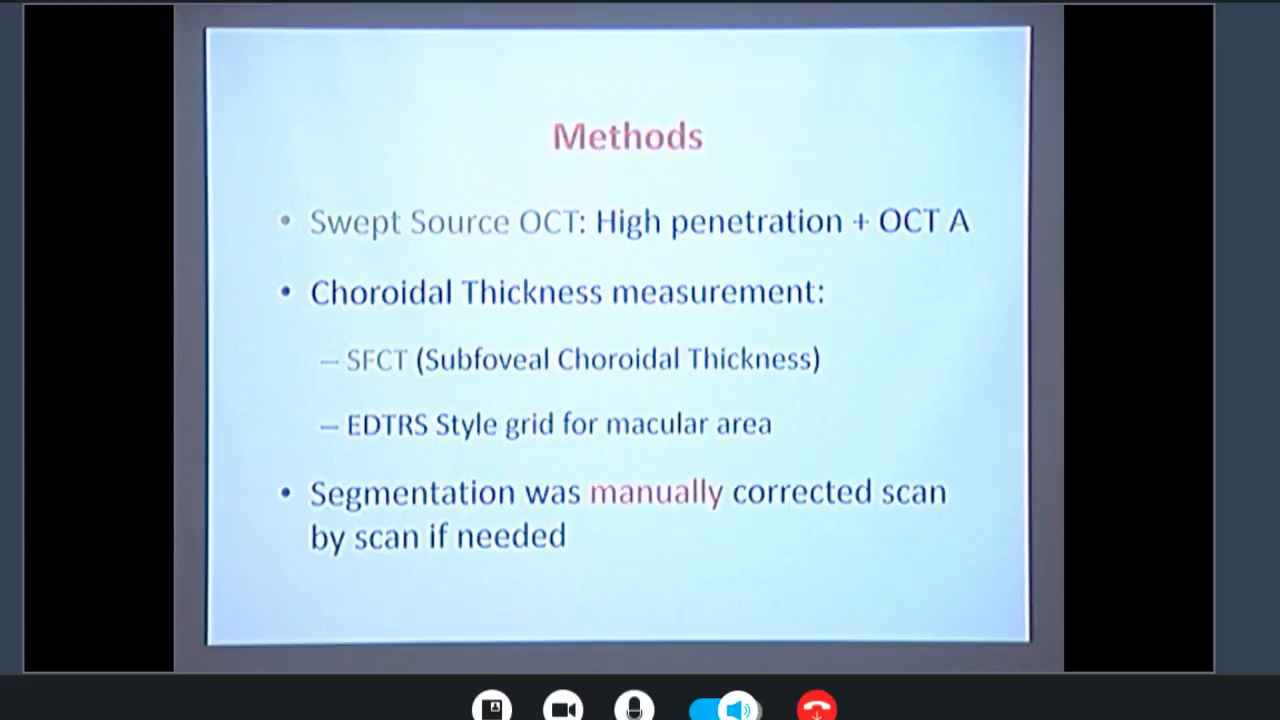 Methods
• Swept Source OCT: High penetration + OCT A
• Choroidal Thickness measurement:
– SFCT (Subfoveal Choroidal Thickness)
– EDTRS Style grid for macular area
• Segmentation was manually corrected scan
by scan if needed